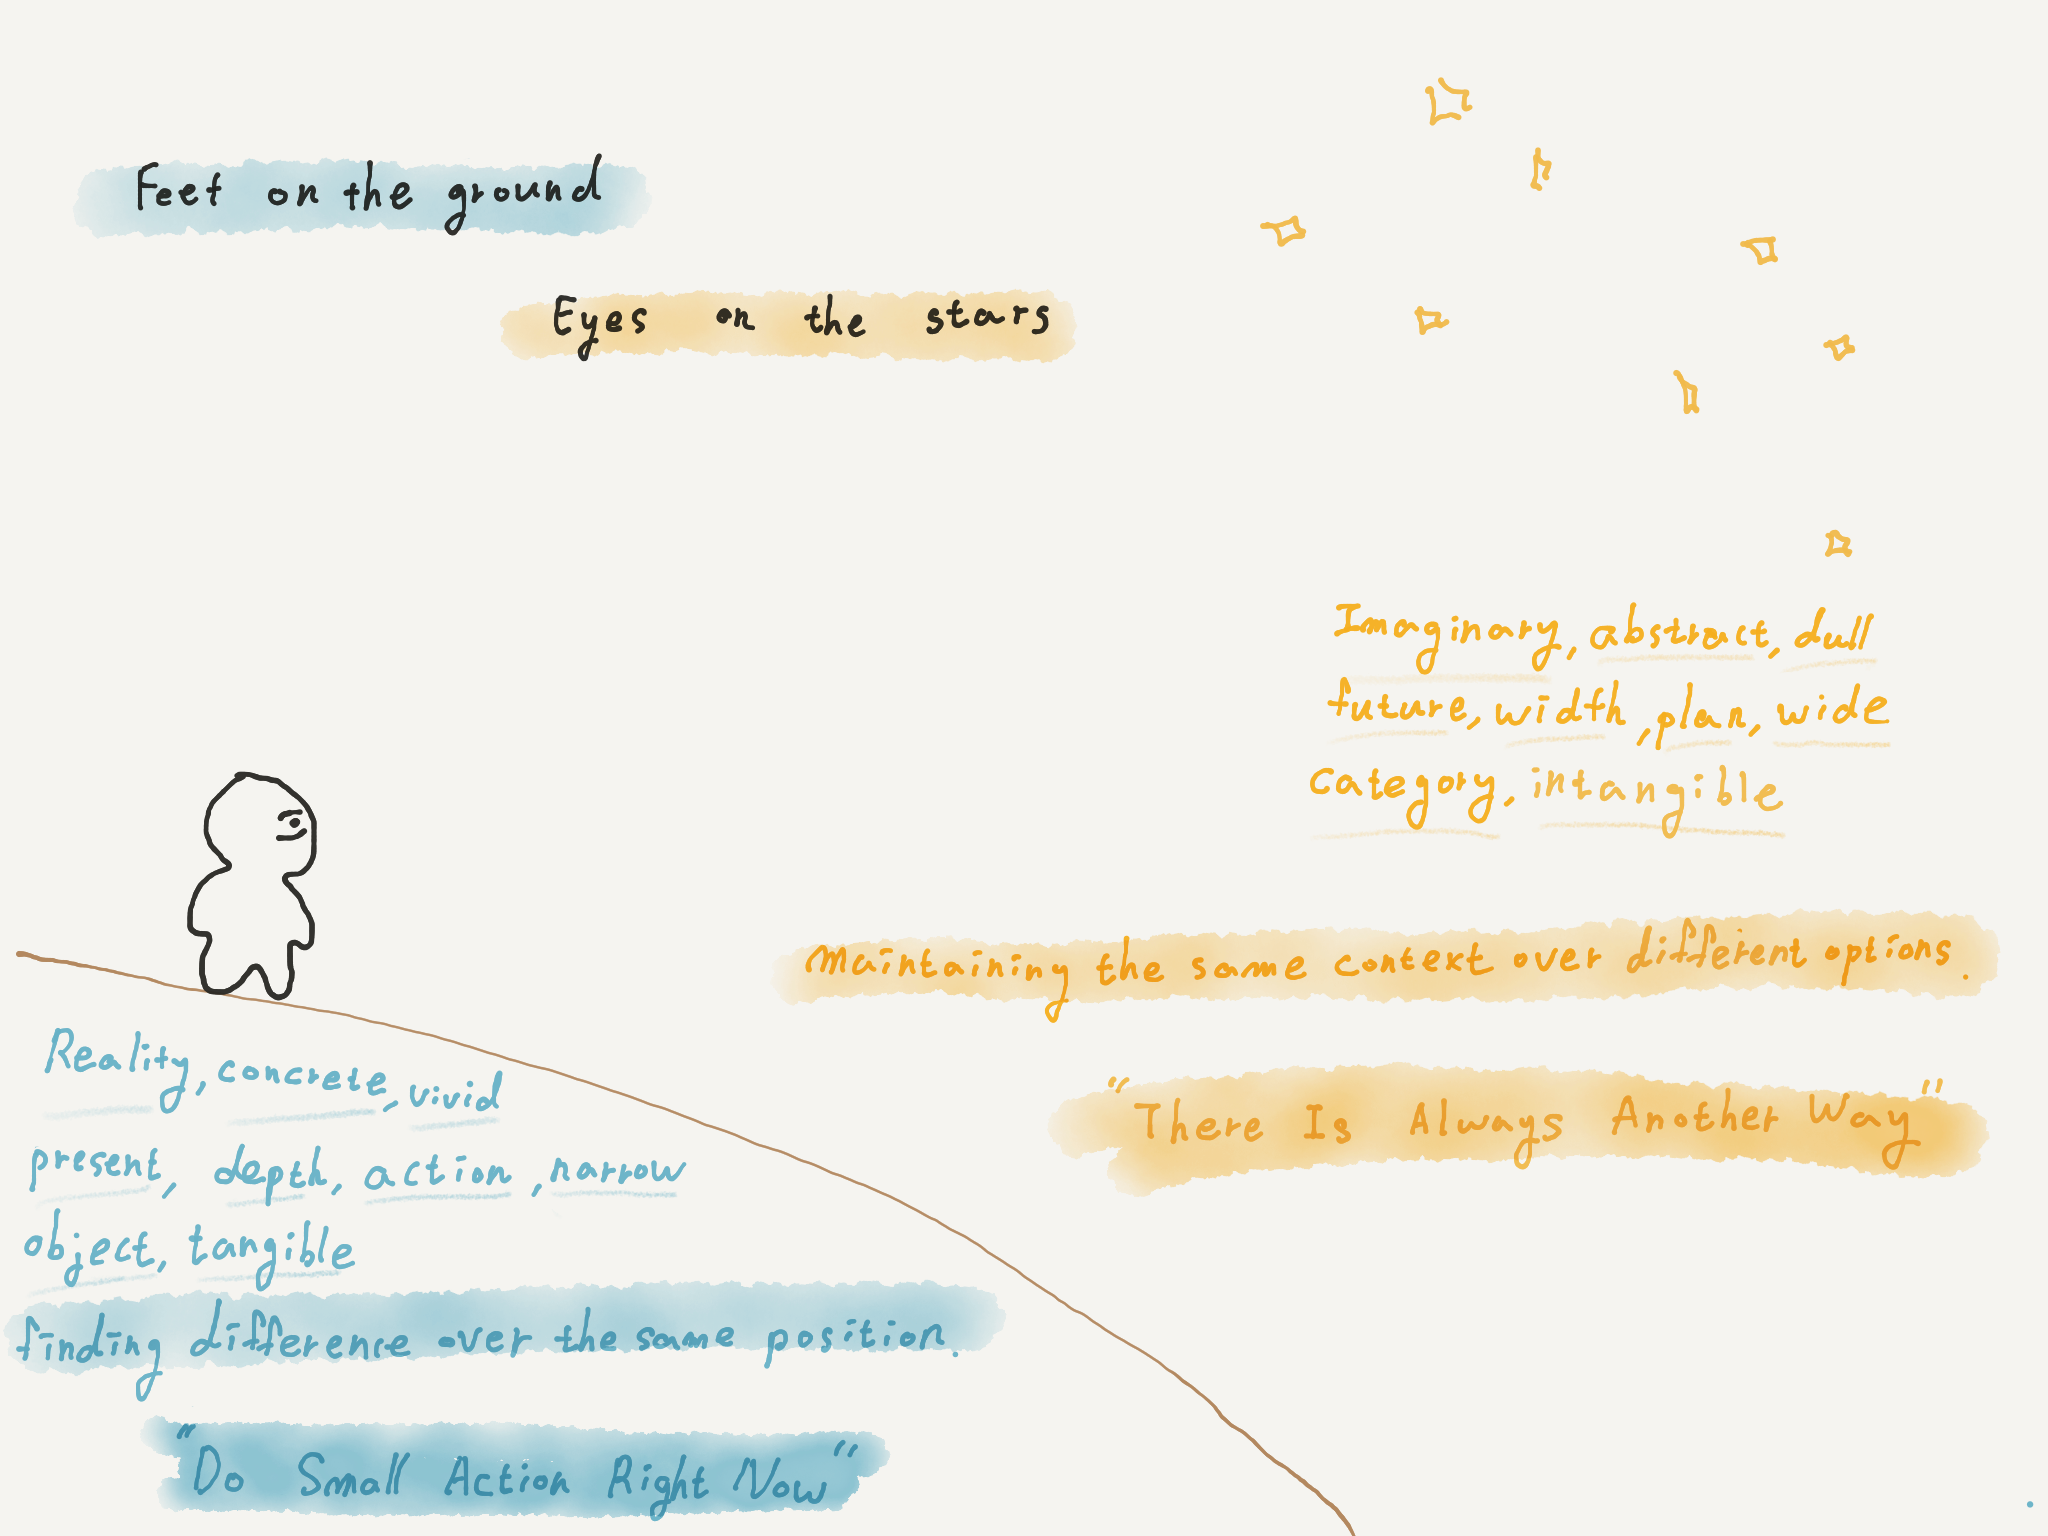 Feet on the ground
Eyes on the stars
Imaginary, abstract, dull
future, width, plan, wide
category, intangible
Maintaining the same context over different options.
"There Is Always Another Way"
Reality, concrete, vivid
present, depth, action, narrow
object, tangible
finding difference over the same position.
"Do Small Action Right Now"